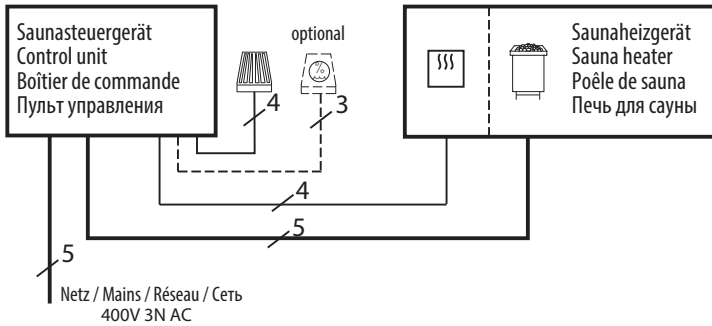 Saunasteuergerät
Control unit
Boîtier de commande
Пульт управления
optional
%
4
3
Saunaheizgerät
Sauna heater
Poêle de sauna
Печь для сауны
4
5
5
Netz / Mains / Réseau / Сеть
400V 3N AC